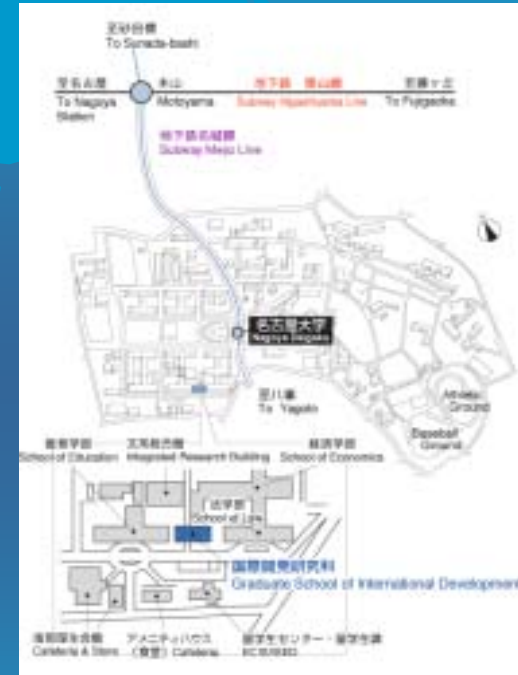 至砂田橋
To Sunada-bashi
至名古屋
To Nagoya
Station
本山
Motoyama
地下鉄 東山線
Subway Higashiyama Line
至藤ヶ丘
To Fujigaoka
地下鉄名城線
Subway Meijo Line
名古屋大学
Nagoya Daigaku
至八事
To Yagoto
Athletic
Ground
Baseball
Ground
教育学部
School of Education
文系総合館
Integrated Research Building
経済学部
School of Economics
法学部
School of Law
国際開発研究科
Graduate School of International Development
Cafeteria & Store
アメニティハウス
(食堂) Cafeteria
留学生センター・留学生課